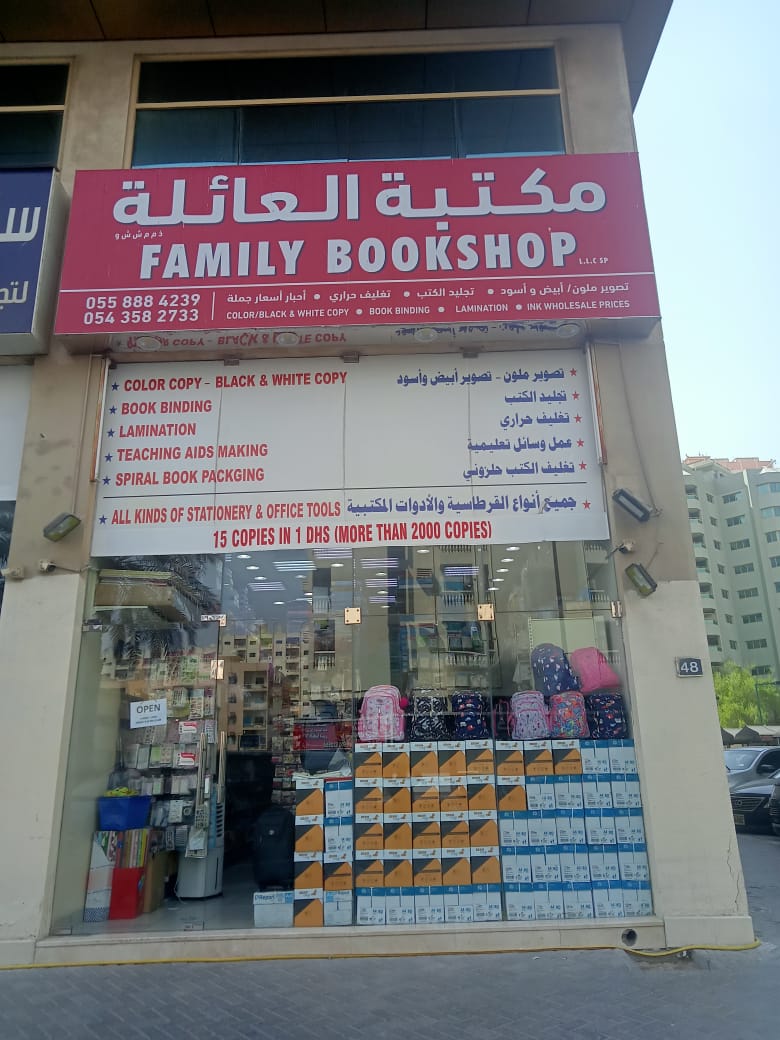 مكتبة العائلة
ذ م م ش ش و
FAMILY BOOKSHOP L.L.C SP
055 888 4239
054 358 2733
تصوير ملون/ أبيض و أسود • تجليد الكتب • تغليف حراري • أحبار أسعار جملة
COLOR/BLACK & WHITE COPY • BOOK BINDING • LAMINATION • INK WHOLESALE PRICES
★ COLOR COPY - BLACK & WHITE COPY
★ تصوير ملون - تصوير أبيض وأسود
★ BOOK BINDING
★ تجليد الكتب
★ LAMINATION
★ تغليف حراري
★ TEACHING AIDS MAKING
★ عمل وسائل تعليمية
★ SPIRAL BOOK PACKGING
★ تغليف الكتب حلزوني
★ ALL KINDS OF STATIONERY & OFFICE TOOLS
★ جميع أنواع القرطاسية والأدوات المكتبية
15 COPIES IN 1 DHS (MORE THAN 2000 COPIES)
OPEN
48